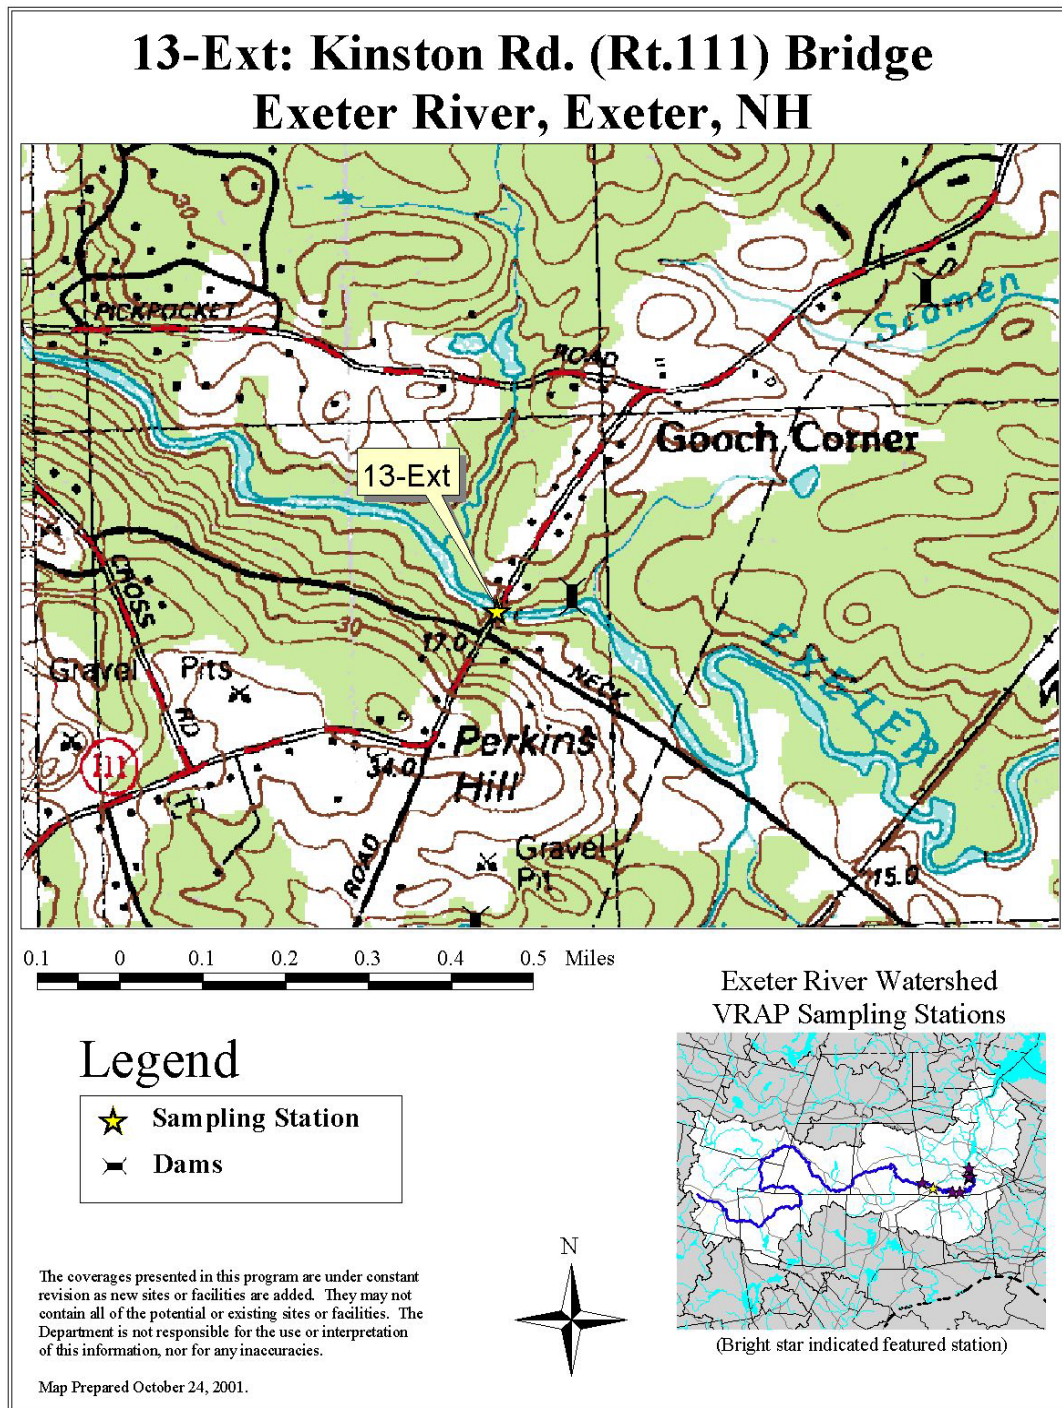 13-Ext: Kinston Rd. (Rt.111) Bridge
Exeter River, Exeter, NH
30
PICKPOCKET
ROAD
Scamen
Gooch Corner
13-Ext
CROSS
RD
30
17.0
Gravel Pits
NECK
EXETER
111
Perkins
Hill
34.0
ROAD
Gravel
Pit
15.0
0.1 0 0.1 0.2 0.3 0.4 0.5 Miles
Exeter River Watershed
VRAP Sampling Stations
Legend
Sampling Station
Dams
N
(Bright star indicated featured station)
The coverages presented in this program are under constant
revision as new sites or facilities are added. They may not
contain all of the potential or existing sites or facilities. The
Department is not responsible for the use or interpretation
of this information, nor for any inaccuracies.
Map Prepared October 24, 2001.